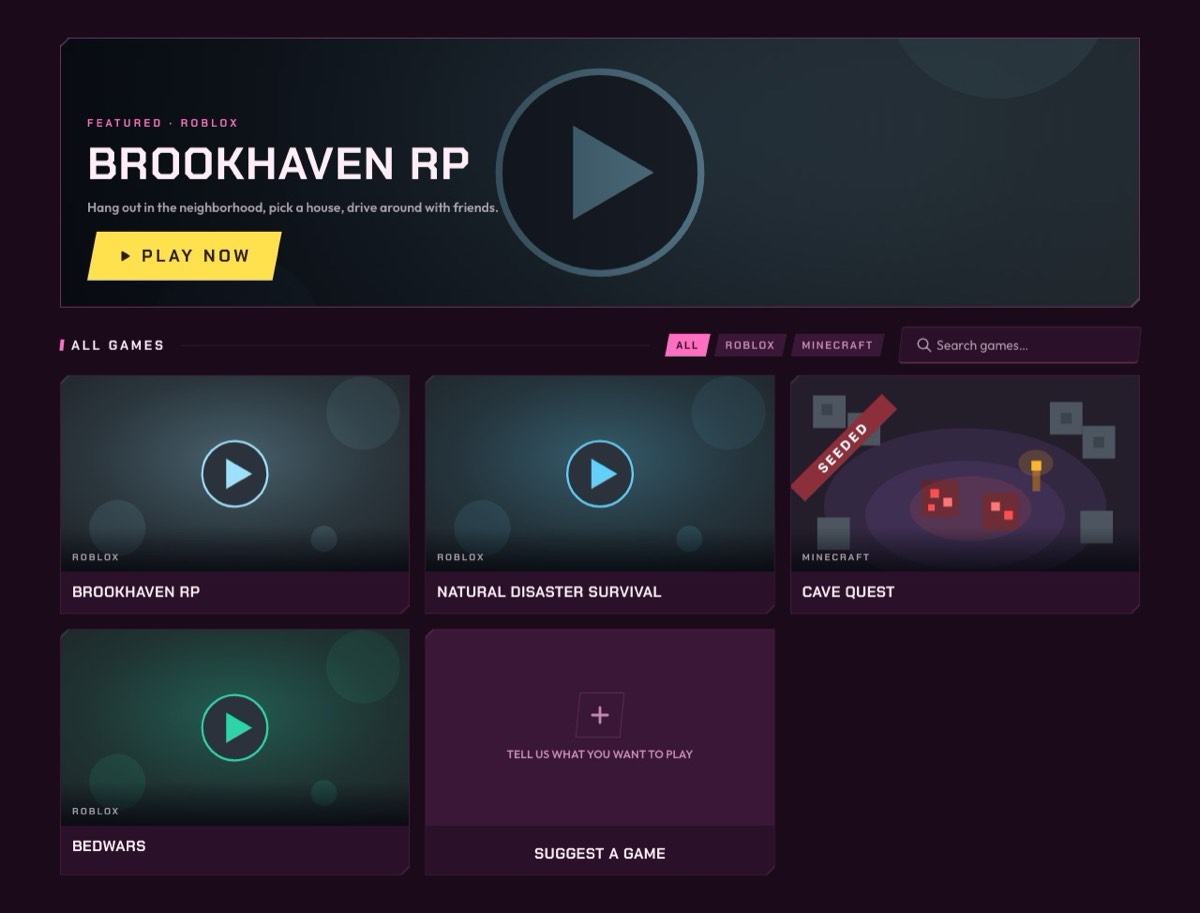 FEATURED · ROBLOX
BROOKHAVEN RP
Hang out in the neighborhood, pick a house, drive around with friends.
PLAY NOW
ALL GAMES
ALL
ROBLOX
MINECRAFT
Search games...
ROBLOX
BROOKHAVEN RP
ROBLOX
NATURAL DISASTER SURVIVAL
SEEDED
MINECRAFT
CAVE QUEST
ROBLOX
BEDWARS
TELL US WHAT YOU WANT TO PLAY
SUGGEST A GAME